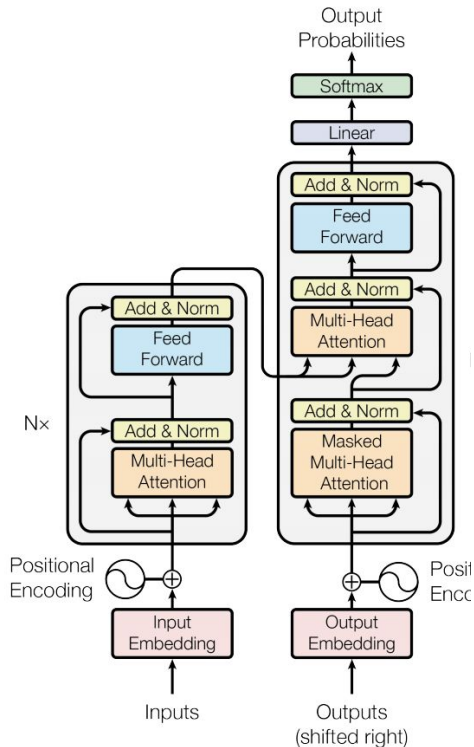 Output
Probabilities
Softmax
Linear
Add & Norm
Feed
Forward
Add & Norm
Multi-Head
Attention
Add & Norm
Masked
Multi-Head
Attention
Add & Norm
Feed
Forward
Add & Norm
Multi-Head
Attention
N×
Positional
Encoding
Input
Embedding
Inputs
Output
Embedding
Outputs
(shifted right)